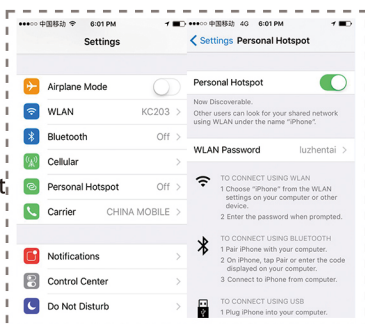 中国移动 6:01 PM
Settings
Airplane Mode
WLAN KC203
Bluetooth Off
Cellular
Personal Hotspot Off
Carrier CHINA MOBILE
Notifications
Control Center
Do Not Disturb
t
中国移动 4G 6:01 PM
Settings Personal Hotspot
Personal Hotspot
Now Discoverable.
Other users can look for your shared network
using WLAN under the name "iPhone".
WLAN Password luzhentai
TO CONNECT USING WLAN
1 Choose "iPhone" from the WLAN
settings on your computer or other
device.
2 Enter the password when prompted.
TO CONNECT USING BLUETOOTH
1 Pair iPhone with your computer.
2 On iPhone, tap Pair or enter the code
displayed on your computer.
3 Connect to iPhone from computer.
TO CONNECT USING USB
1 Plug iPhone into your computer.